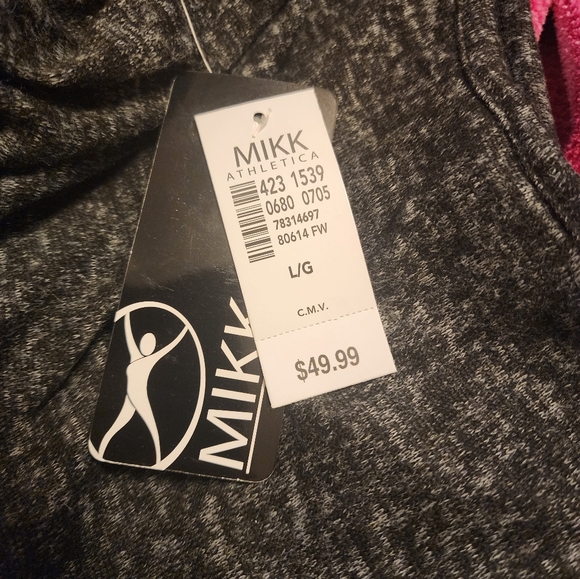 MIKK
ATHLETICA
423 1539
0680 0705
78314697
80614 FW
L/G
C.M.V.
$49.99
MIKK